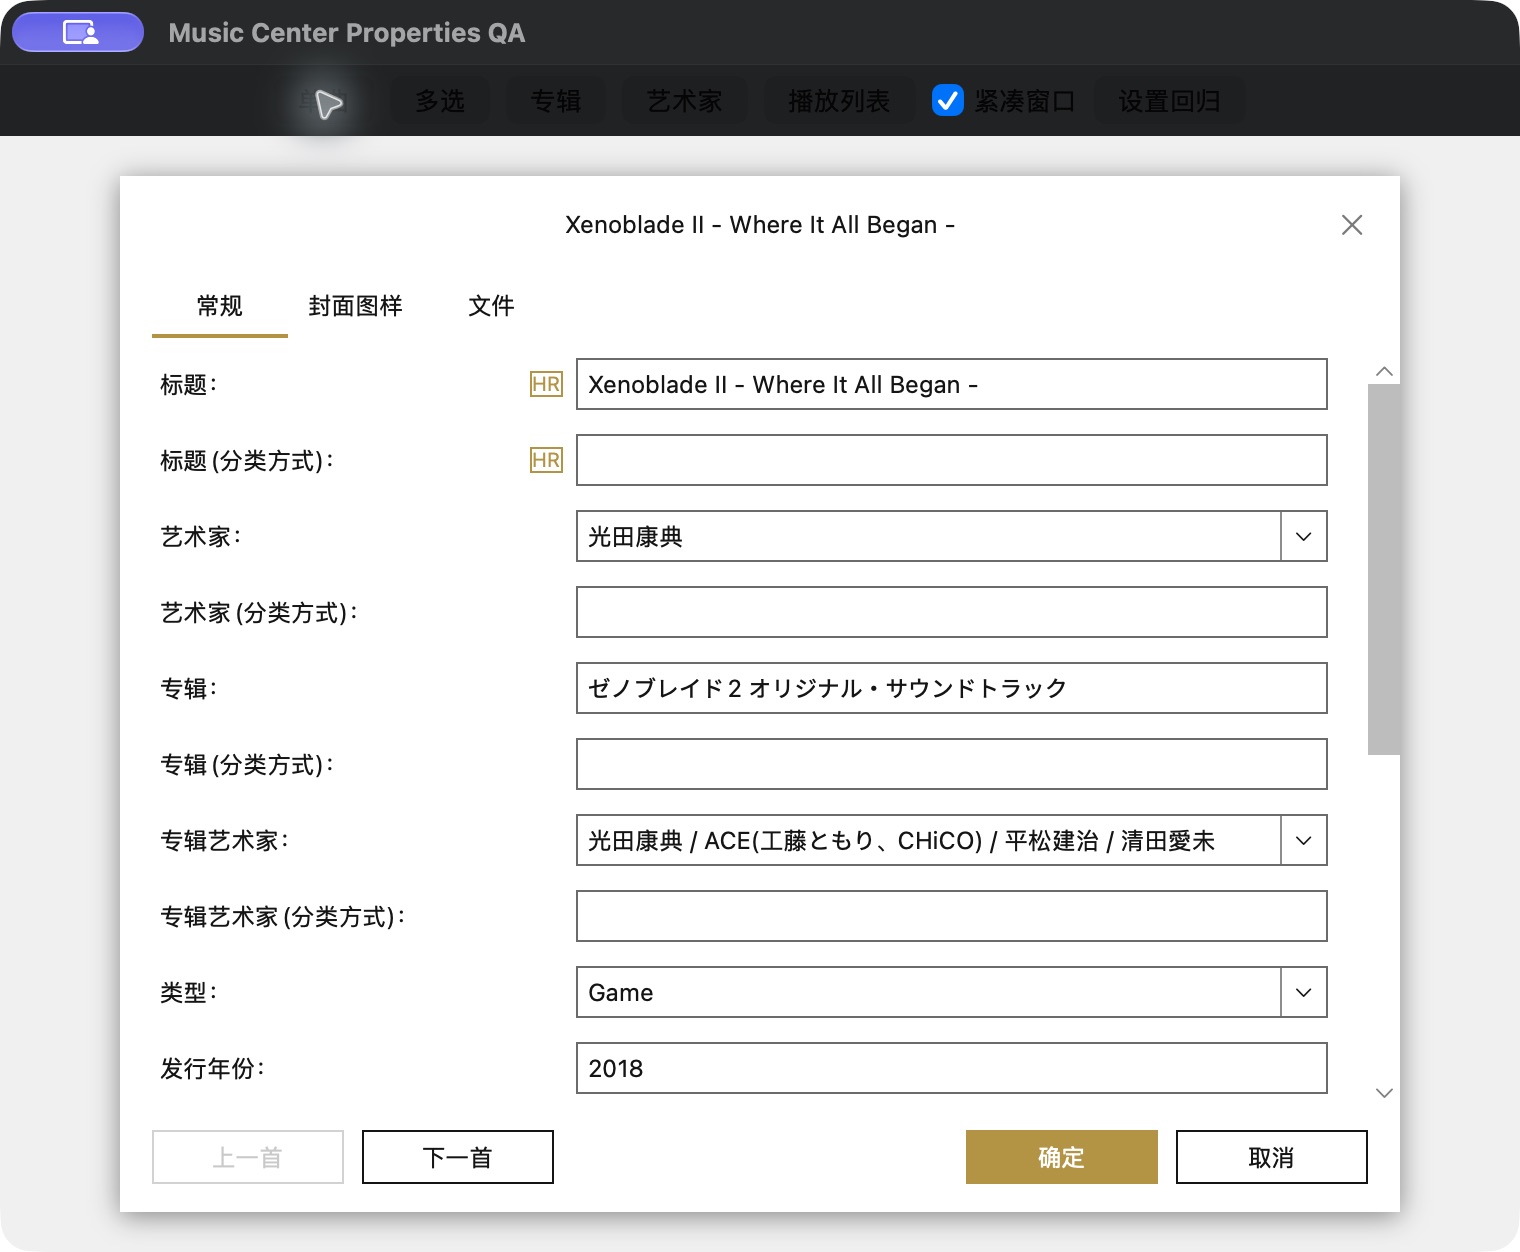 Music Center Properties QA
多选 专辑 艺术家 播放列表 紧凑窗口 设置回归
Xenoblade II - Where It All Began -
常规 封面图样 文件
标题: HR Xenoblade II - Where It All Began -
标题 (分类方式): HR
艺术家: 光田康典
艺术家 (分类方式):
专辑: ゼノブレイド2 オリジナル・サウンドトラック
专辑 (分类方式):
专辑艺术家: 光田康典 / ACE(工藤ともり、CHiCO) / 平松建治 / 清田愛未
专辑艺术家 (分类方式):
类型: Game
发行年份: 2018
上一首 下一首 确定 取消